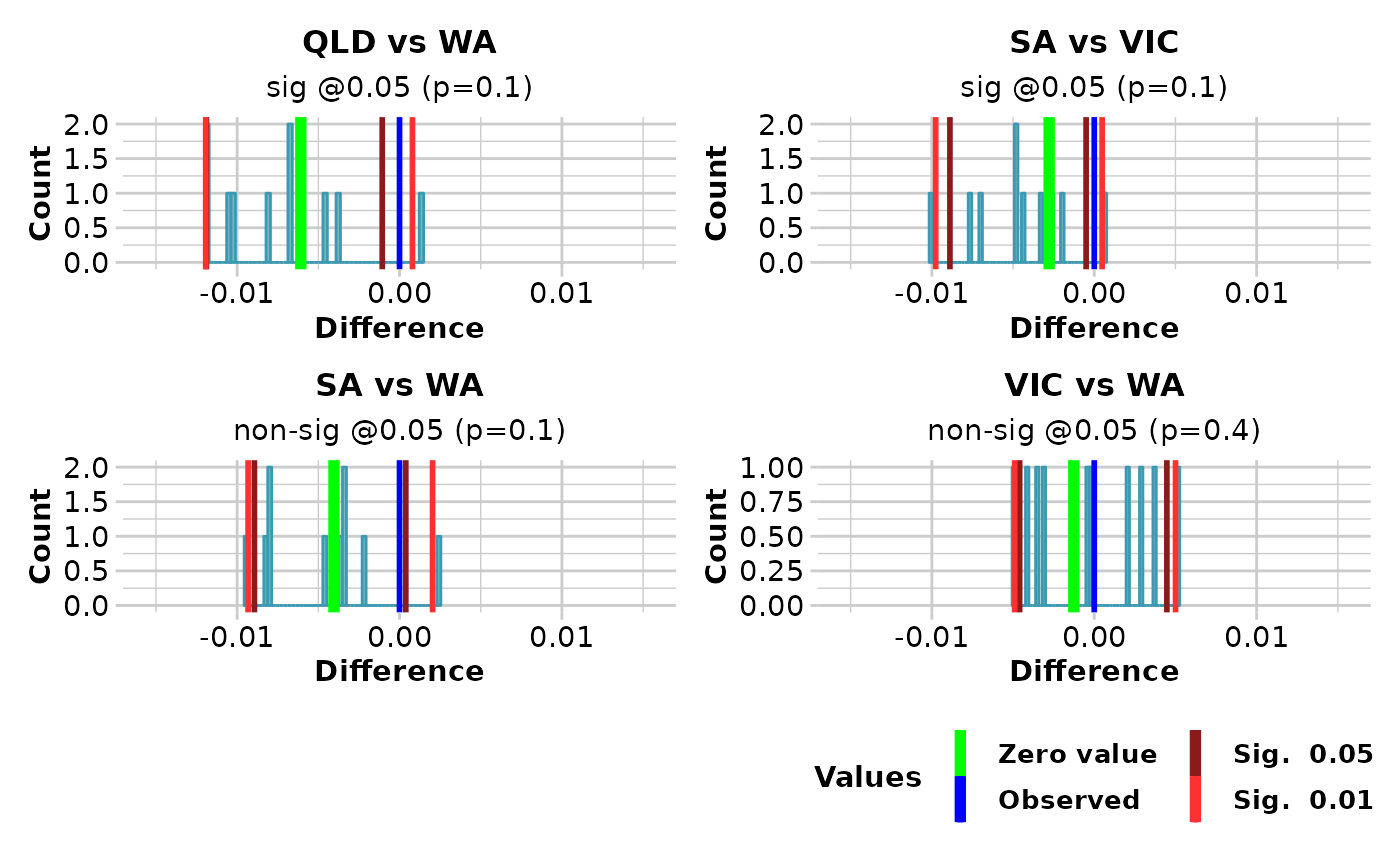 QLD vs WA
sig @0.05 (p=0.1)
Count
2.0
1.5
1.0
0.5
0.0
-0.01 0.00 0.01
Difference
SA vs VIC
sig @0.05 (p=0.1)
Count
2.0
1.5
1.0
0.5
0.0
-0.01 0.00 0.01
Difference
SA vs WA
non-sig @0.05 (p=0.1)
Count
2.0
1.5
1.0
0.5
0.0
-0.01 0.00 0.01
Difference
VIC vs WA
non-sig @0.05 (p=0.4)
Count
1.00
0.75
0.50
0.25
0.00
-0.01 0.00 0.01
Difference
Values
Zero value
Observed
Sig. 0.05
Sig. 0.01